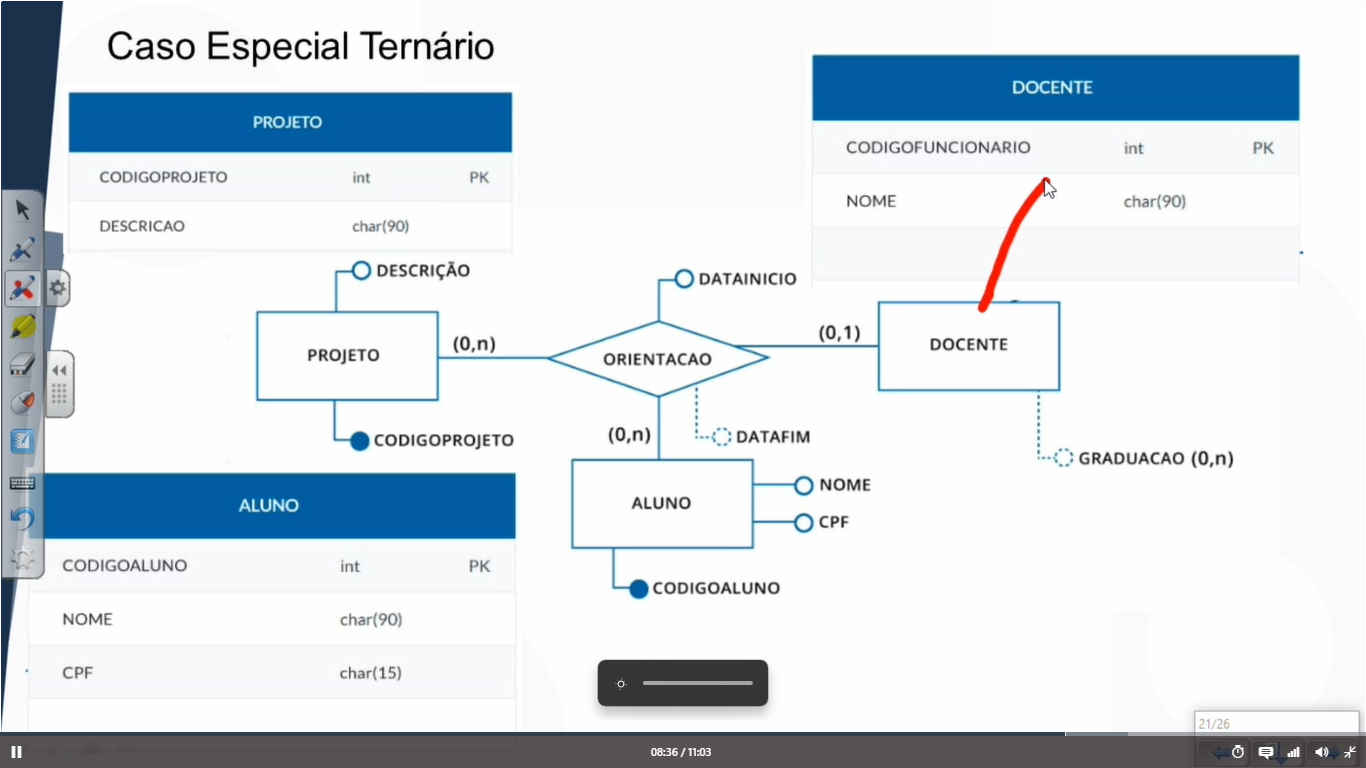 Caso Especial Ternário
PROJETO
CODIGOPROJETO int PK
DESCRICAO char(90)
DOCENTE
CODIGOFUNCIONARIO int PK
NOME char(90)
DESCRIÇÃO
DATAINICIO
PROJETO
(0,n)
ORIENTACAO
(0,1)
DOCENTE
CODIGOPROJETO
(0,n)
DATAFIM
GRADUACAO (0,n)
ALUNO
NOME
CPF
CODIGOALUNO
ALUNO
CODIGOALUNO int PK
NOME char(90)
CPF char(15)
21/26
08:36 / 11:03